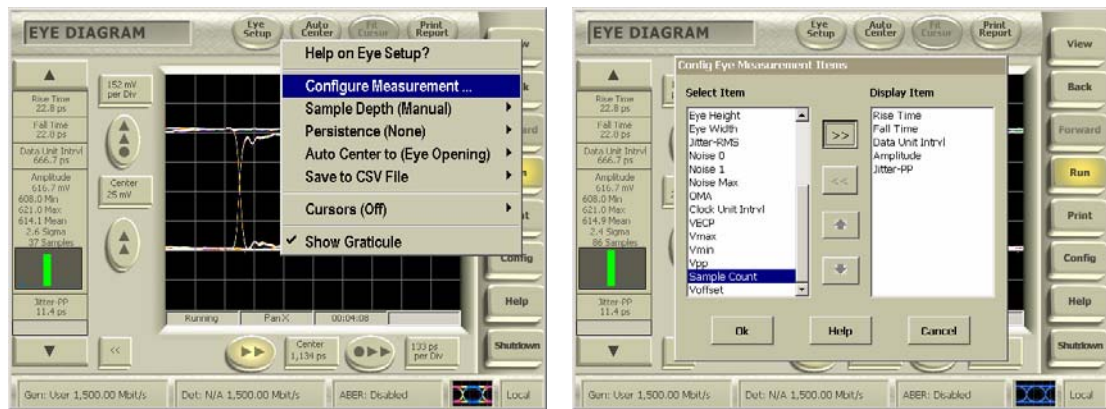 EYE DIAGRAM
Eye Setup
Auto Center
Fit Cursor
Print Report
Help on Eye Setup?
Configure Measurement ...
Sample Depth (Manual)
Persistence (None)
Auto Center to (Eye Opening)
Save to CSV File
Cursors (Off)
Show Graticule
Rise Time
22.8 ps
Fall Time
22.0 ps
Data Unit Intrvl
666.7 ps
Amplitude
616.7 mV
608.0 Min
621.0 Max
614.1 Mean
2.6 Sigma
37 Samples
Jitter-PP
11.4 ps
152 mV
per Div
Center
25 mV
Running
Pan X
00:04:08
<<
Center
1,134 ps
133 ps
per Div
Config
Help
Shutdown
Gen: User 1,500.00 Mbit/s
Det: N/A 1,500.00 Mbit/s
ABER: Disabled
Local
EYE DIAGRAM
Eye Setup
Auto Center
Fit Cursor
Print Report
Config Eye Measurement Items
Select Item
Eye Height
Eye Width
Jitter-RMS
Noise 0
Noise 1
Noise Max
OMA
Clock Unit Intrvl
VECP
Vmax
Vmin
Vpp
Sample Count
Voffset
>>
<<
Display Item
Rise Time
Fall Time
Data Unit Intrvl
Amplitude
Jitter-PP
Ok
Help
Cancel
Rise Time
22.8 ps
Fall Time
22.0 ps
Data Unit Intrvl
666.7 ps
Amplitude
617.0 mV
608.0 Min
621.0 Max
614.9 Mean
2.4 Sigma
86 Samples
Jitter-PP
11.4 ps
View
Back
Forward
Run
Print
Config
Help
Shutdown
Gen: User 1,500.00 Mbit/s
Det: N/A 1,500.00 Mbit/s
ABER: Disabled
Local